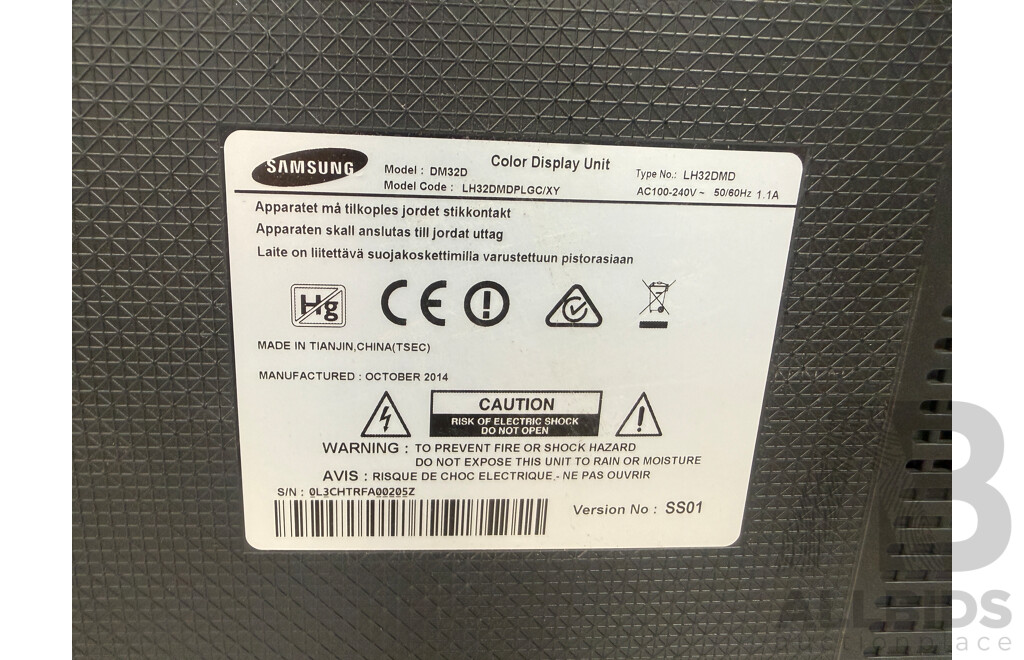 SAMSUNG
Color Display Unit
Model : DM32D
Type No.: LH32DMD
Model Code : LH32DMDPLGC/XY
AC100-240V ~ 50/60Hz 1.1A
Apparatet må tilkoples jordet stikkontakt
Apparaten skall anslutas till jordat uttag
Laite on liitettävä suojakoskettimilla varustettuun pistorasiaan
Hg
CE
MADE IN TIANJIN,CHINA(TSEC)
MANUFACTURED : OCTOBER 2014
CAUTION
RISK OF ELECTRIC SHOCK
DO NOT OPEN
WARNING : TO PREVENT FIRE OR SHOCK HAZARD
DO NOT EXPOSE THIS UNIT TO RAIN OR MOISTURE
AVIS : RISQUE DE CHOC ELECTRIQUE.- NE PAS OUVRIR
S/N : 0L3CHTRFA00205Z
Version No : SS01
B
ALLBIDS